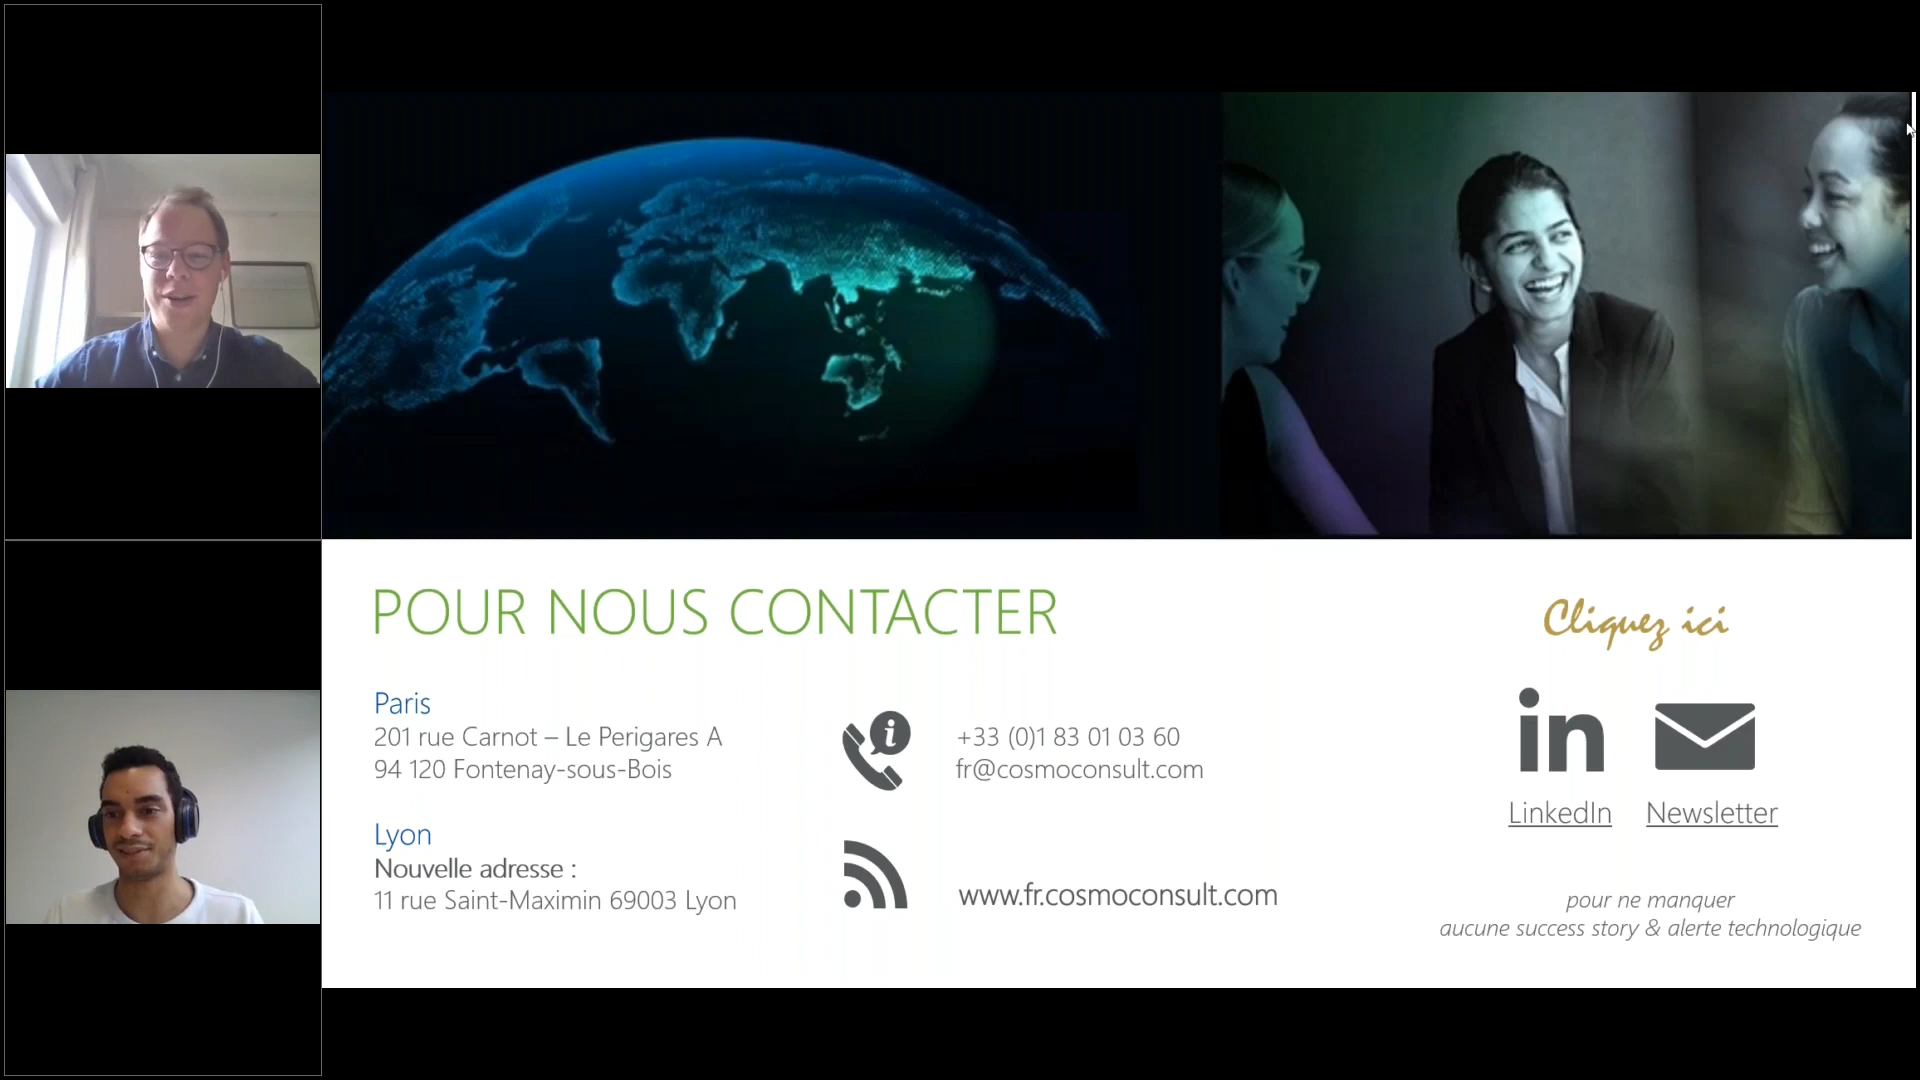 POUR NOUS CONTACTER
Paris
201 rue Carnot – Le Perigares A
94 120 Fontenay-sous-Bois
Lyon
Nouvelle adresse :
11 rue Saint-Maximin 69003 Lyon
i
+33 (0)1 83 01 03 60
fr@cosmoconsult.com
www.fr.cosmoconsult.com
Cliquez ici
in
LinkedIn Newsletter
pour ne manquer
aucune success story & alerte technologique